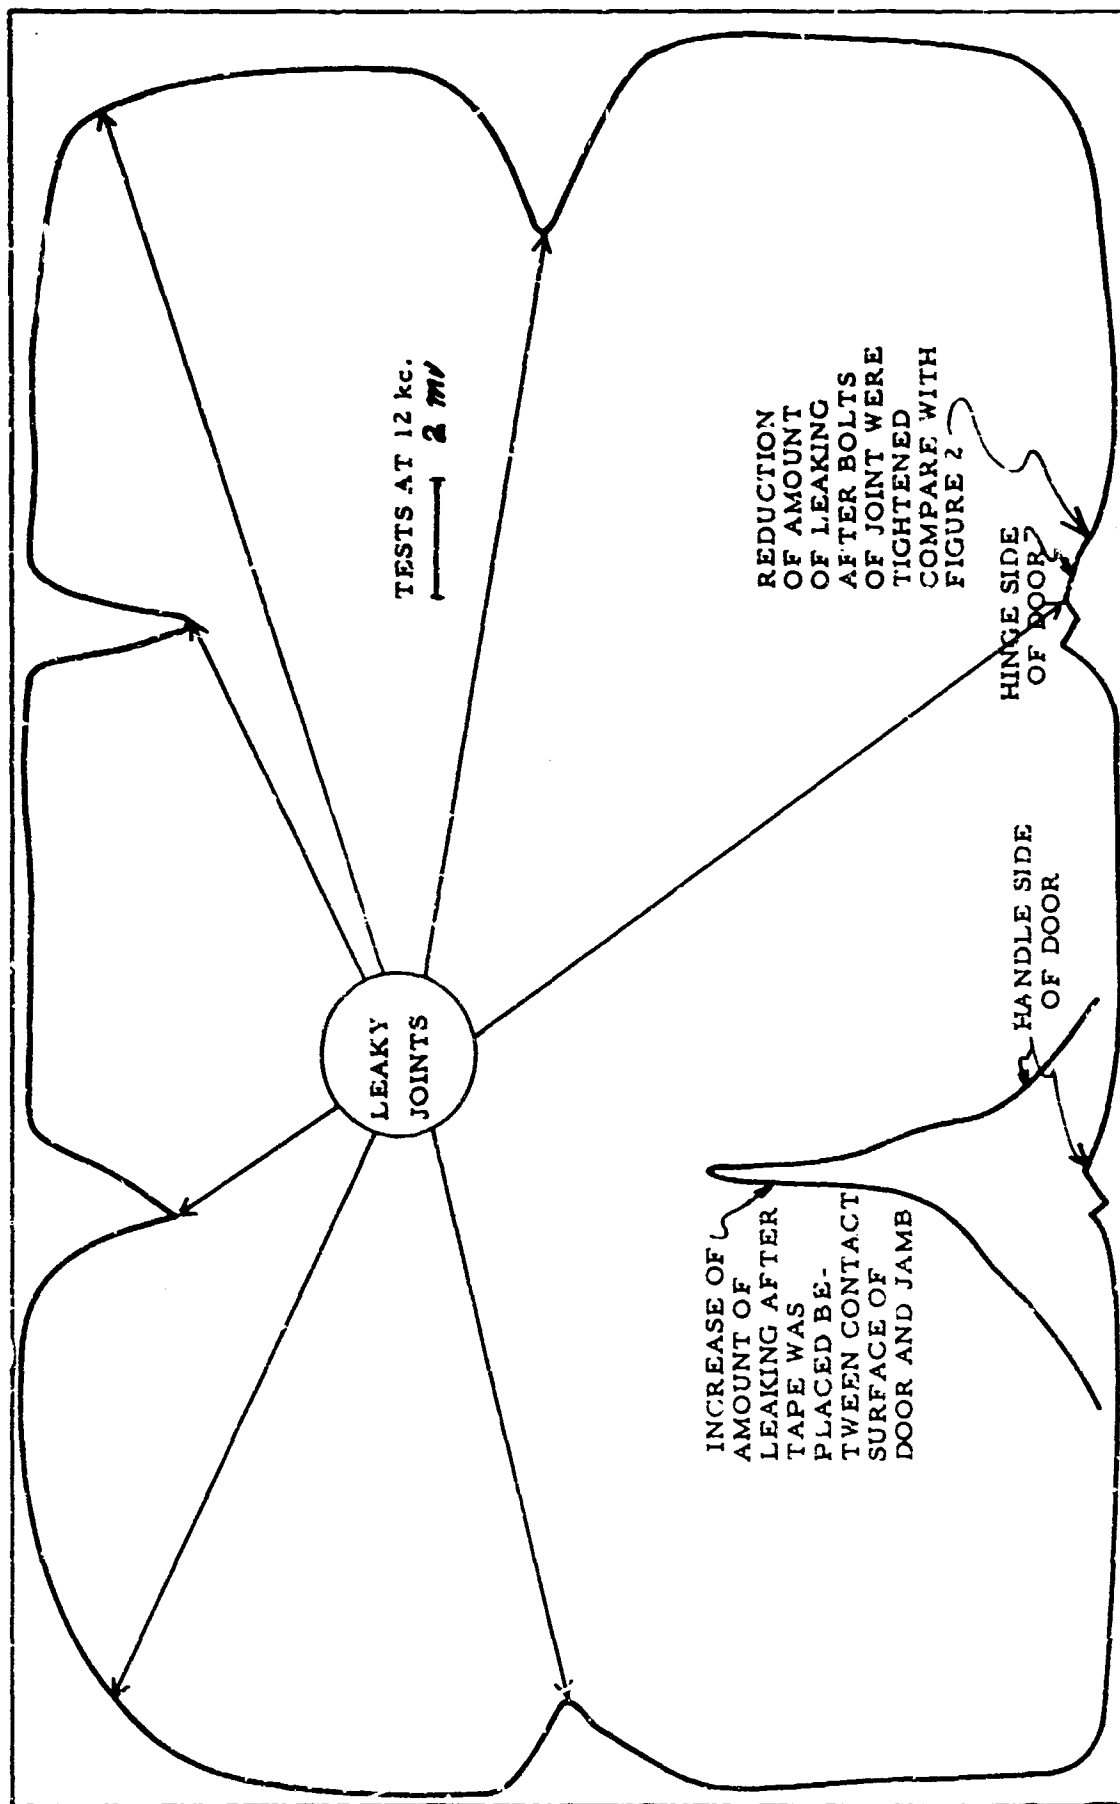 TESTS AT 12 kc.
2 mv
LEAKY
JOINTS
REDUCTION
OF AMOUNT
OF LEAKING
AFTER BOLTS
OF JOINT WERE
TIGHTENED
COMPARE WITH
FIGURE 2
HINGE SIDE
OF DOOR
HANDLE SIDE
OF DOOR
INCREASE OF
AMOUNT OF
LEAKING AFTER
TAPE WAS
PLACED BE-
TWEEN CONTACT
SURFACE OF
DOOR AND JAMB